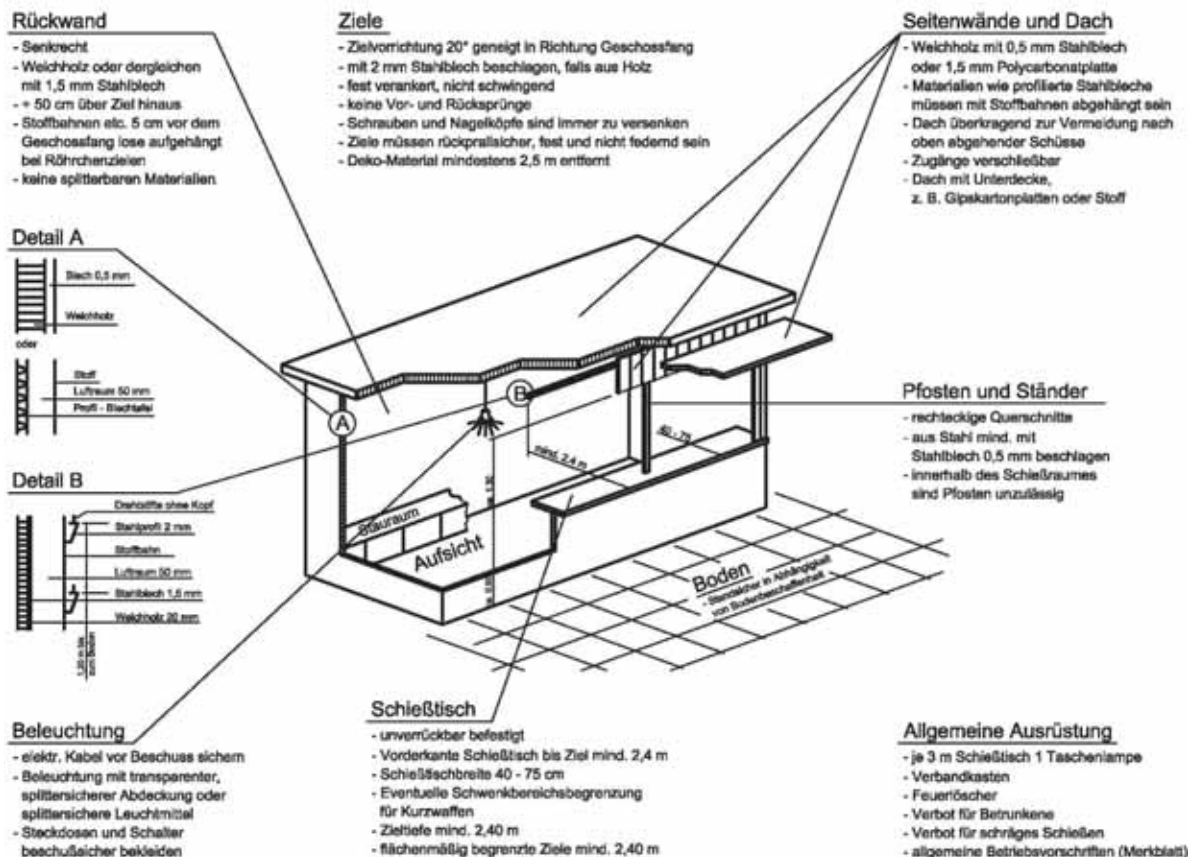 Rückwand
- Senkrecht
- Weichholz oder dergleichen
mit 1,5 mm Stahlblech
- + 50 cm über Ziel hinaus
- Stoffbahnen etc. 5 cm vor dem
Geschossfang lose aufgehängt
bei Röhrchenzielen
- keine splitterbaren Materialien
Ziele
- Zielvorrichtung 20° geneigt in Richtung Geschossfang
- mit 2 mm Stahlblech beschlagen, falls aus Holz
- fest verankert, nicht schwingend
- keine Vor- und Rücksprünge
- Schrauben und Nagelköpfe sind immer zu versenken
- Ziele müssen rückprallsicher, fest und nicht federnd sein
- Deko-Material mindestens 2,5 m entfernt
Seitenwände und Dach
- Weichholz mit 0,5 mm Stahlblech
oder 1,5 mm Polycarbonatplatte
- Materialien wie profilierte Stahlbleche
müssen mit Stoffbahnen abgehängt sein
- Dach überkragend zur Vermeidung nach
oben abgehender Schüsse
- Zugänge verschließbar
- Dach mit Unterdecke,
z. B. Gipskartonplatten oder Stoff
Detail A
Blech 0,5 mm
Weichholz
oder
Stoff
Luftraum 50 mm
Profil - Blechtafel
A
B
mind. 2,4 m
40 - 75
Stauraum
Aufsicht
Boden
- Standsicher in Abhängigkeit
von Bodenbeschaffenheit
Pfosten und Ständer
- rechteckige Querschnitte
- aus Stahl mind. mit
Stahlblech 0,5 mm beschlagen
- innerhalb des Schießraumes
sind Pfosten unzulässig
Detail B
Drehstifte ohne Kopf
Stahlprofil 2 mm
Stoffbahn
Luftraum 50 mm
Stahlblech 1,5 mm
Weichholz 20 mm
1,20 m bis
zum Boden
Beleuchtung
- elektr. Kabel vor Beschuss sichern
- Beleuchtung mit transparenter,
splittersicherer Abdeckung oder
splittersichere Leuchtmittel
- Steckdosen und Schalter
beschußsicher bekleiden
Schießtisch
- unverrückbar befestigt
- Vorderkante Schießtisch bis Ziel mind. 2,4 m
- Schießtischbreite 40 - 75 cm
- Eventuelle Schwenkbereichsbegrenzung
für Kurzwaffen
- Zieltiefe mind. 2,40 m
- flächenmäßig begrenzte Ziele mind. 2,40 m
Allgemeine Ausrüstung
- je 3 m Schießtisch 1 Taschenlampe
- Verbandkasten
- Feuerlöscher
- Verbot für Betrunkene
- Verbot für schräges Schießen
- allgemeine Betriebsvorschriften (Merkblatt)